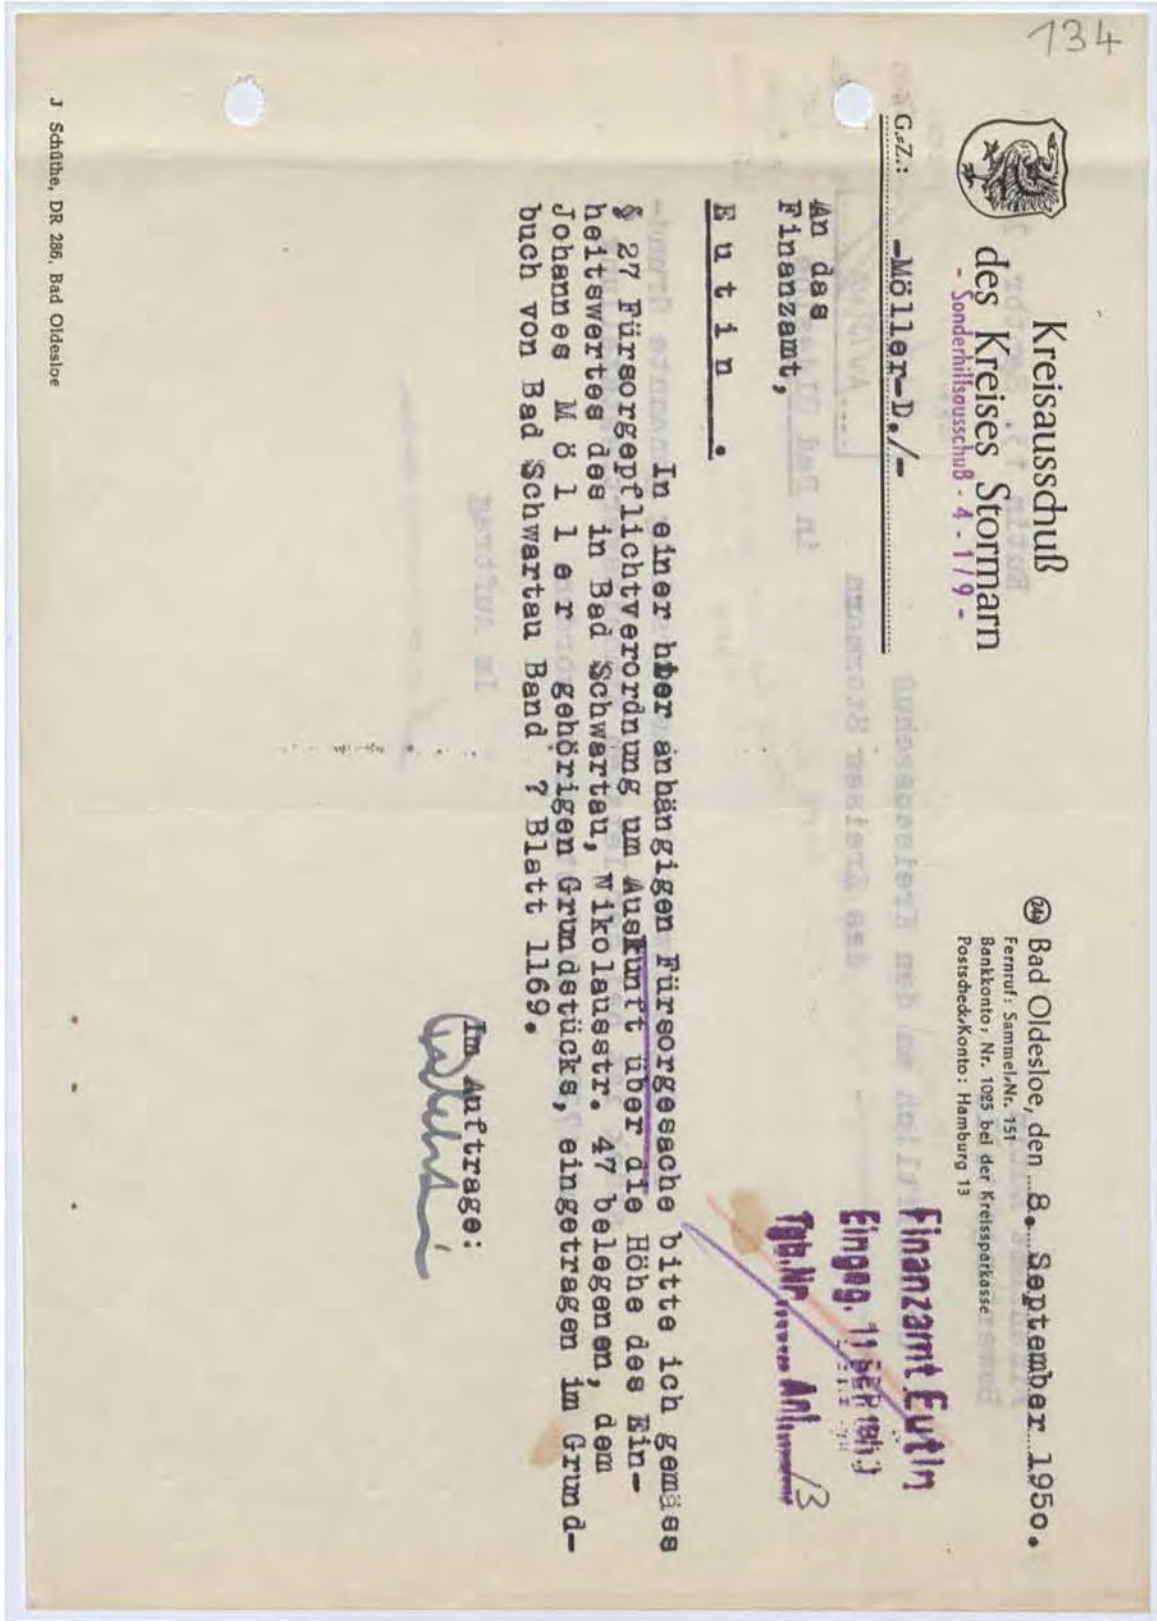 134
Kreisausschuß
des Kreises Stormarn
- Sonderhilfsausschuß - 4 - 1/9 -
G.-Z.: -Möller-D./-
24a Bad Oldesloe, den 8. September 1950.
Fernruf: Sammel-Nr. 151
Bankkonto: Nr. 1025 bei der Kreissparkasse
Postscheck-Konto: Hamburg 13
An das
Finanzamt,
E u t i n .
Finanzamt Eutin
Eingeg. 11 SEP.
Tgb.Nr. Anl.
In einer hier anhängigen Fürsorgesache bitte ich gemäss
§ 27 Fürsorgepflichtverordnung um Auskunft über die Höhe des Ein-
heitswertes des in Bad Schwartau, Nikolausstr. 47 belegenen, dem
Johannes M ö l l e r gehörigen Grundstücks, eingetragen im Grund-
buch von Bad Schwartau Band ? Blatt 1169.
Im Auftrage:
J Schüthe, DR 286, Bad Oldesloe